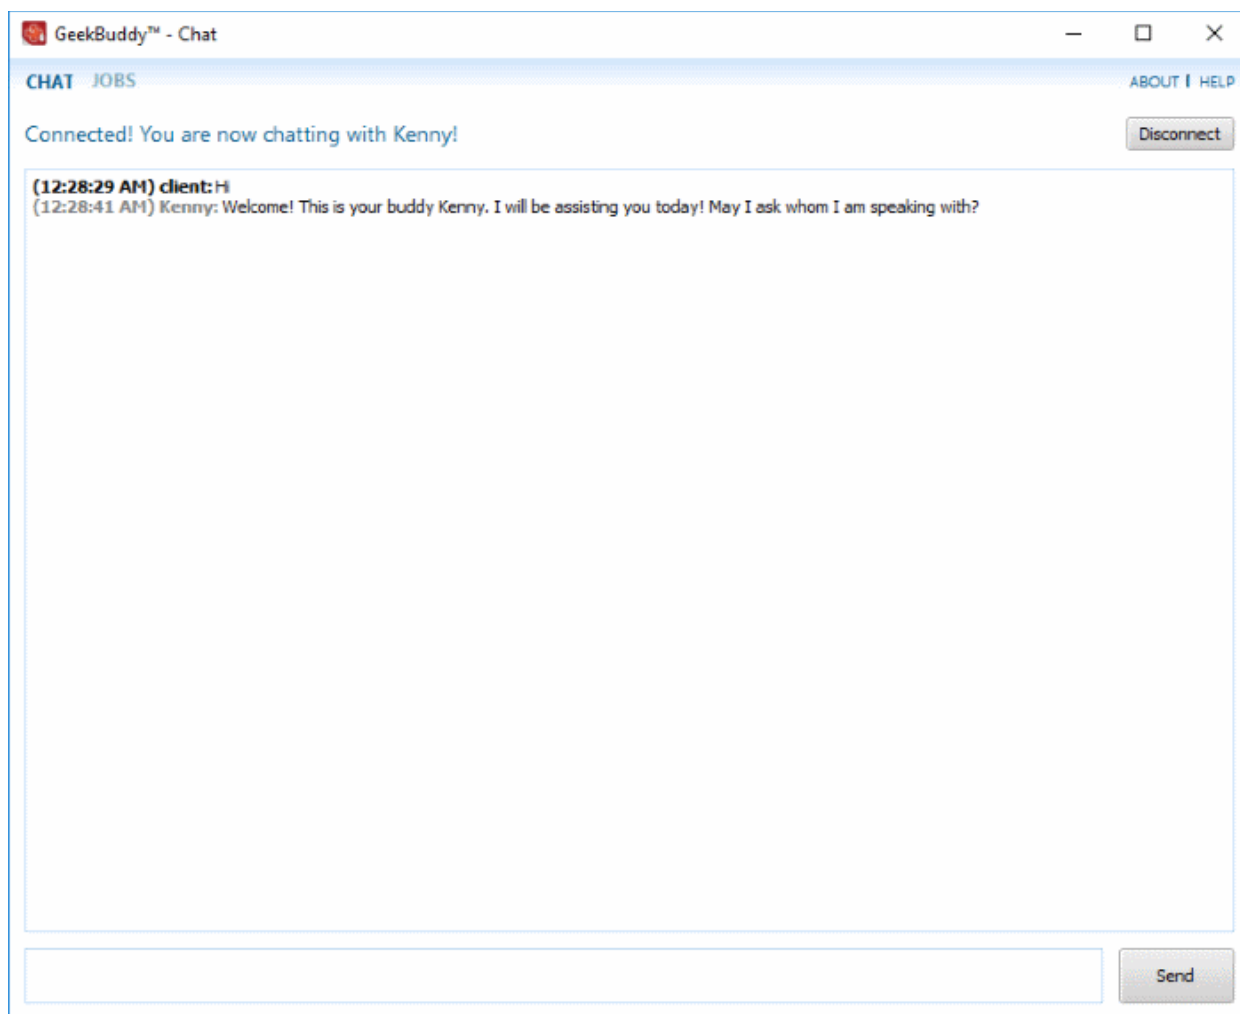 GeekBuddy™ - Chat
CHAT JOBS
ABOUT | HELP
Connected! You are now chatting with Kenny!
Disconnect
(12:28:29 AM) client: Hi
(12:28:41 AM) Kenny: Welcome! This is your buddy Kenny. I will be assisting you today! May I ask whom I am speaking with?
Send